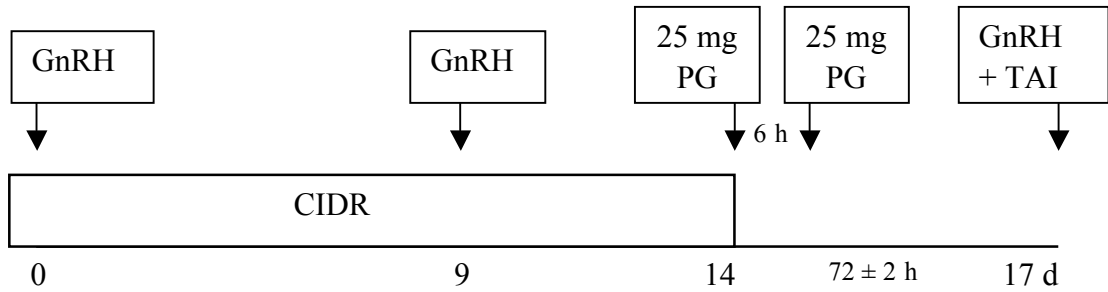 GnRH
GnRH
25 mg
PG
25 mg
PG
GnRH
+ TAI
6 h
CIDR
0
9
14
72 ± 2 h
17 d